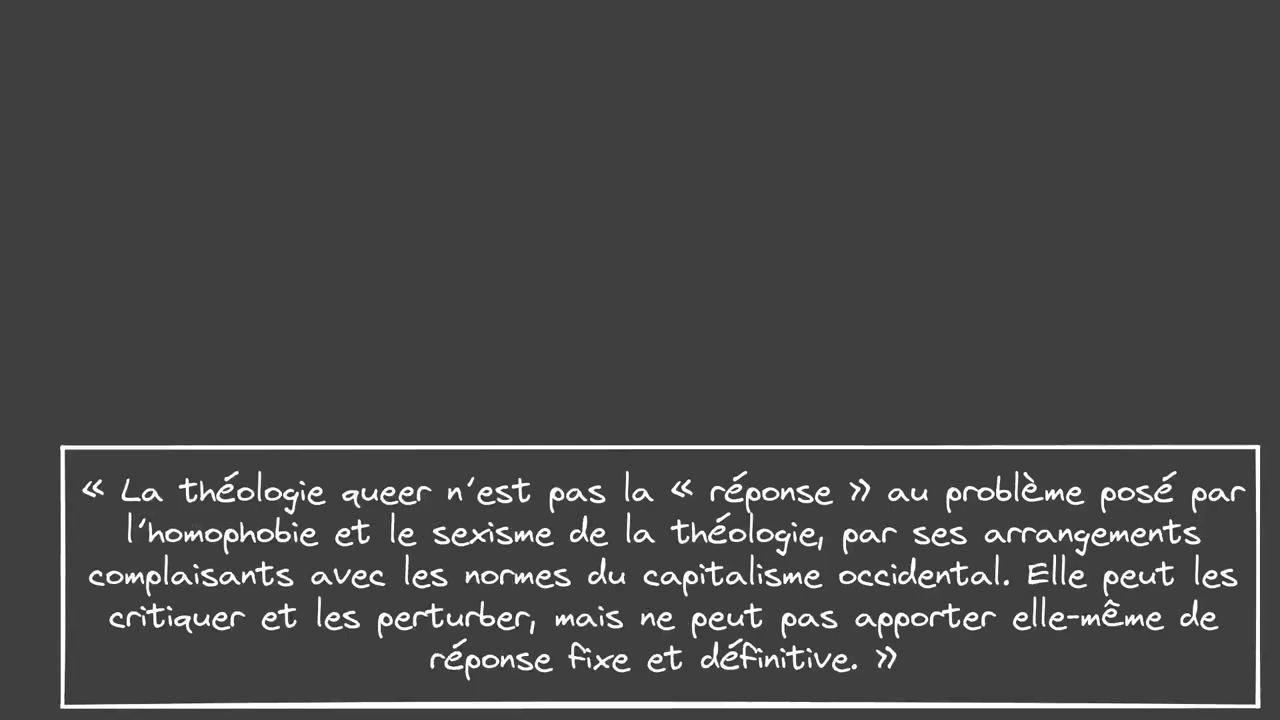 « La théologie queer n'est pas la « réponse » au problème posé par
l'homophobie et le sexisme de la théologie, par ses arrangements
complaisants avec les normes du capitalisme occidental. Elle peut les
critiquer et les perturber, mais ne peut pas apporter elle-même de
réponse fixe et définitive. »